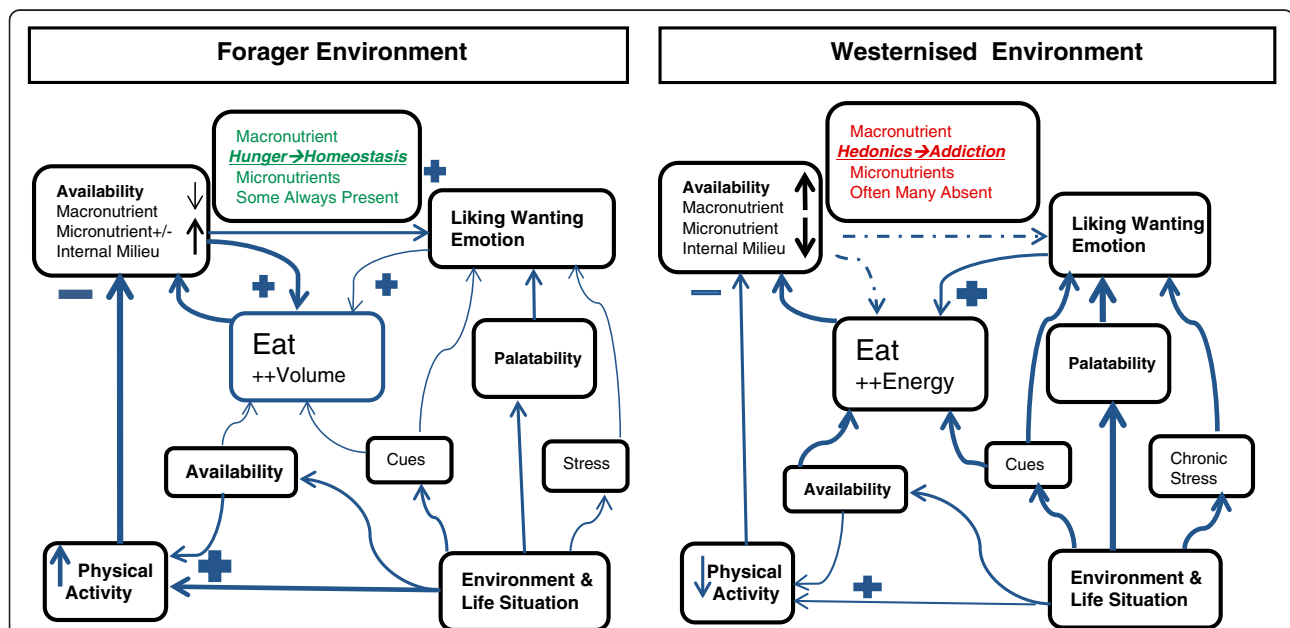 Forager Environment
Macronutrient
Hunger→Homeostasis
Micronutrients
Some Always Present
Availability
Macronutrient
Micronutrient+/-
Internal Milieu
Liking Wanting
Emotion
Eat
++Volume
Palatability
Availability
Cues
Stress
Physical
Activity
Environment &
Life Situation
Westernised Environment
Macronutrient
Hedonics→Addiction
Micronutrients
Often Many Absent
Availability
Macronutrient
Micronutrient
Internal Milieu
Liking Wanting
Emotion
Eat
++Energy
Palatability
Availability
Cues
Chronic
Stress
Physical
Activity
Environment &
Life Situation